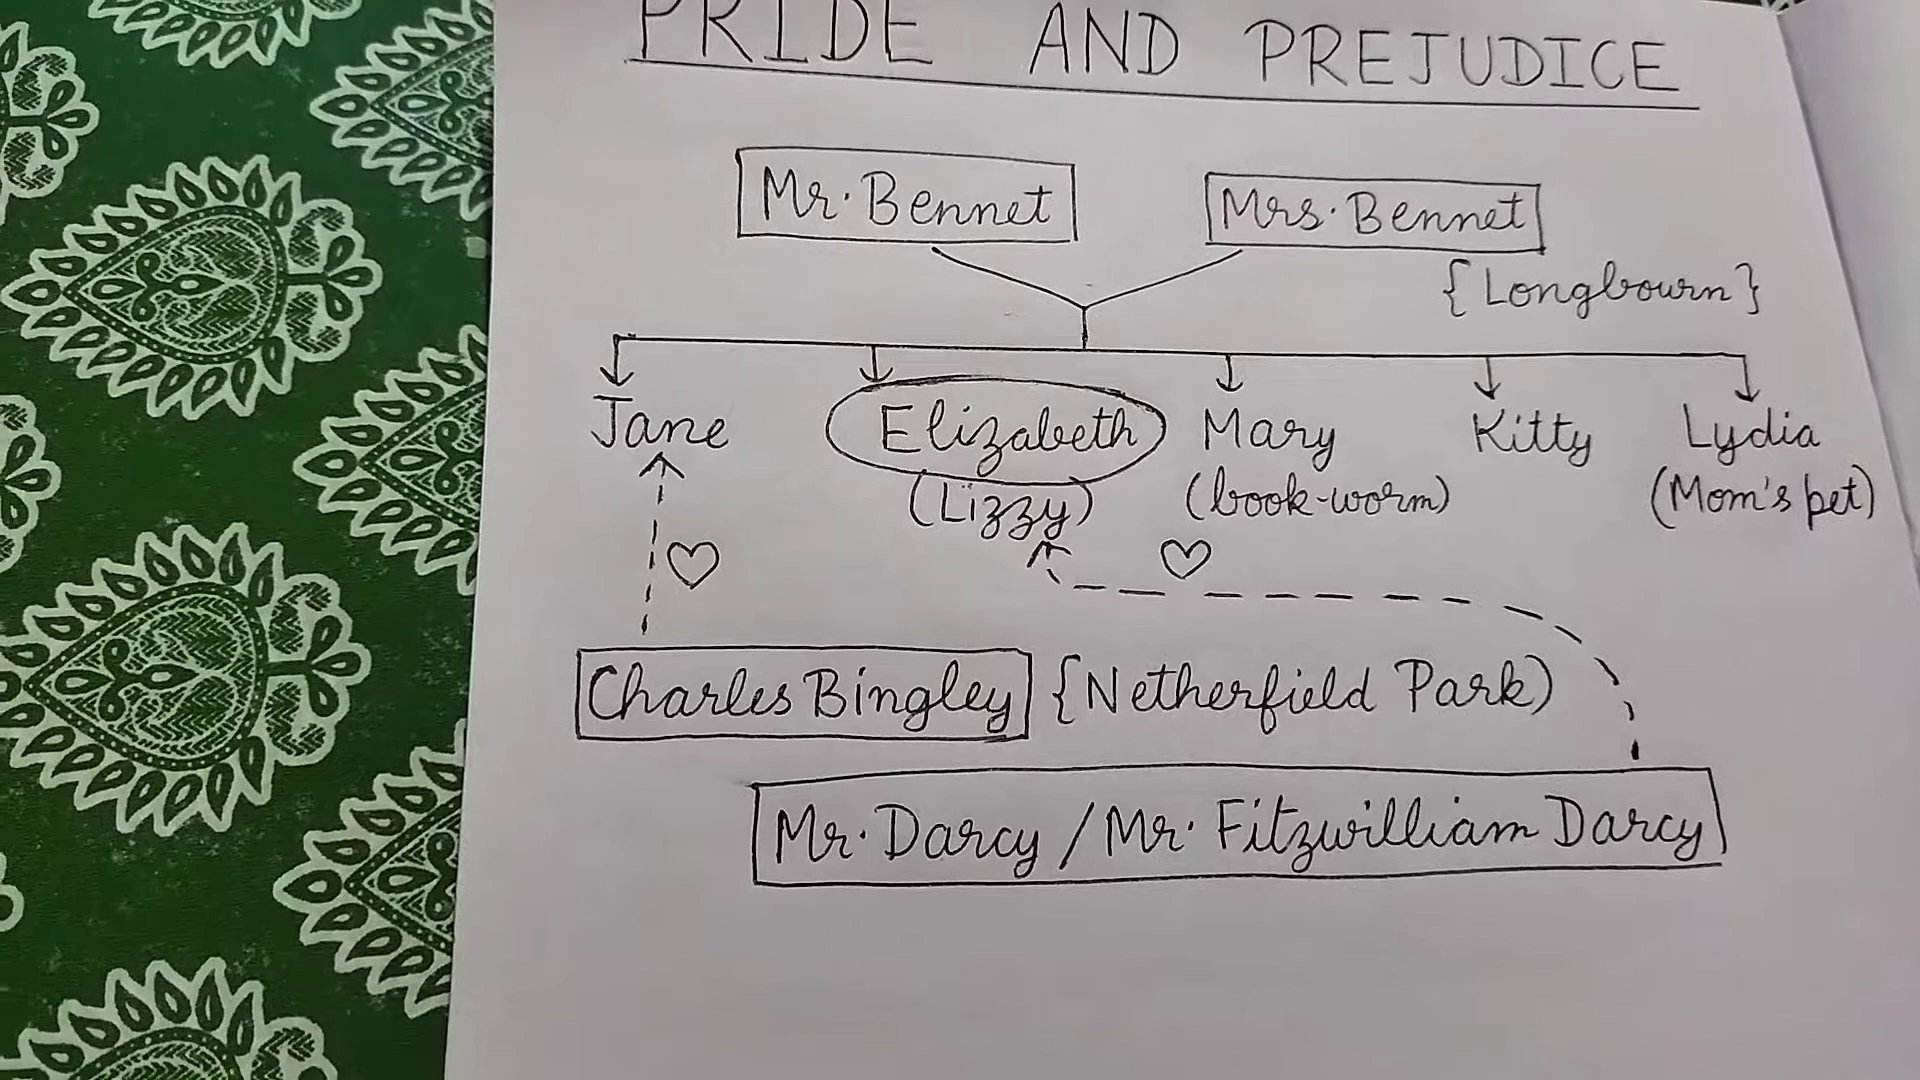 PRIDE AND PREJUDICE
Mr. Bennet Mrs. Bennet
{Longbourn}
Jane Elizabeth Mary Kitty Lydia
(Lizzy) (book-worm) (Mom's pet)
Charles Bingley {Netherfield Park)
Mr. Darcy / Mr. Fitzwilliam Darcy